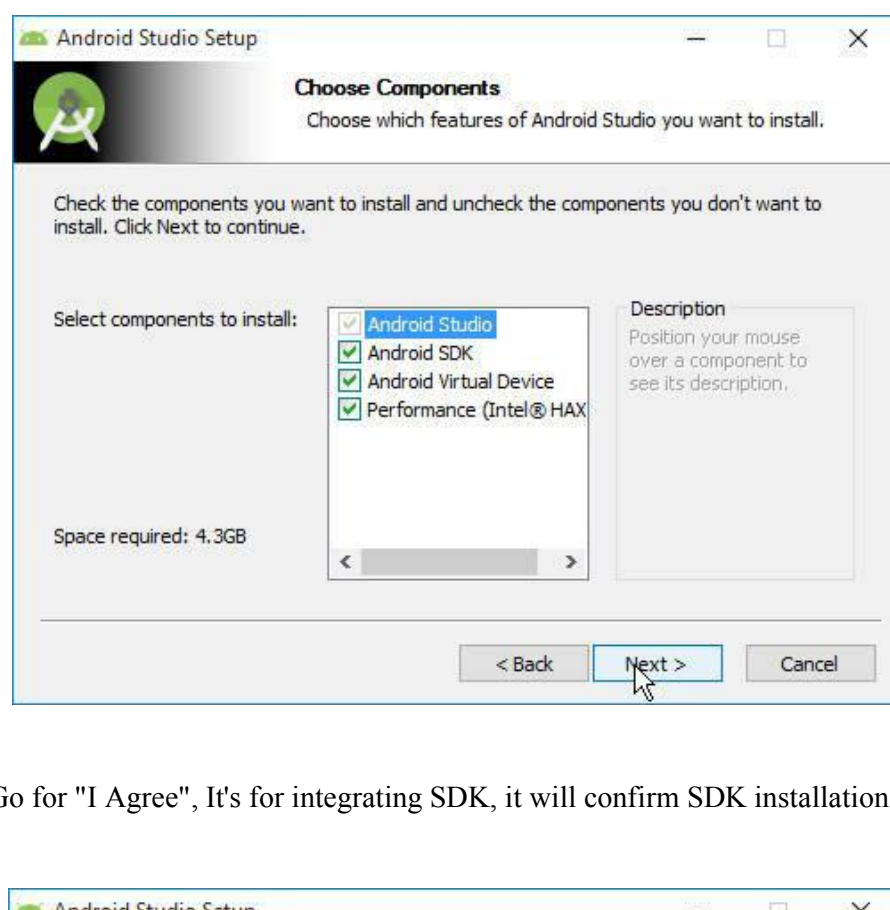 Android Studio Setup
Choose Components
Choose which features of Android Studio you want to install.
Check the components you want to install and uncheck the components you don't want to
install. Click Next to continue.
Select components to install:
Android Studio
Android SDK
Android Virtual Device
Performance (Intel® HAX
Description
Position your mouse
over a component to
see its description.
Space required: 4.3GB
< Back
Next >
Cancel
Go for "I Agree", It's for integrating SDK, it will confirm SDK installation
Android Studio Setup